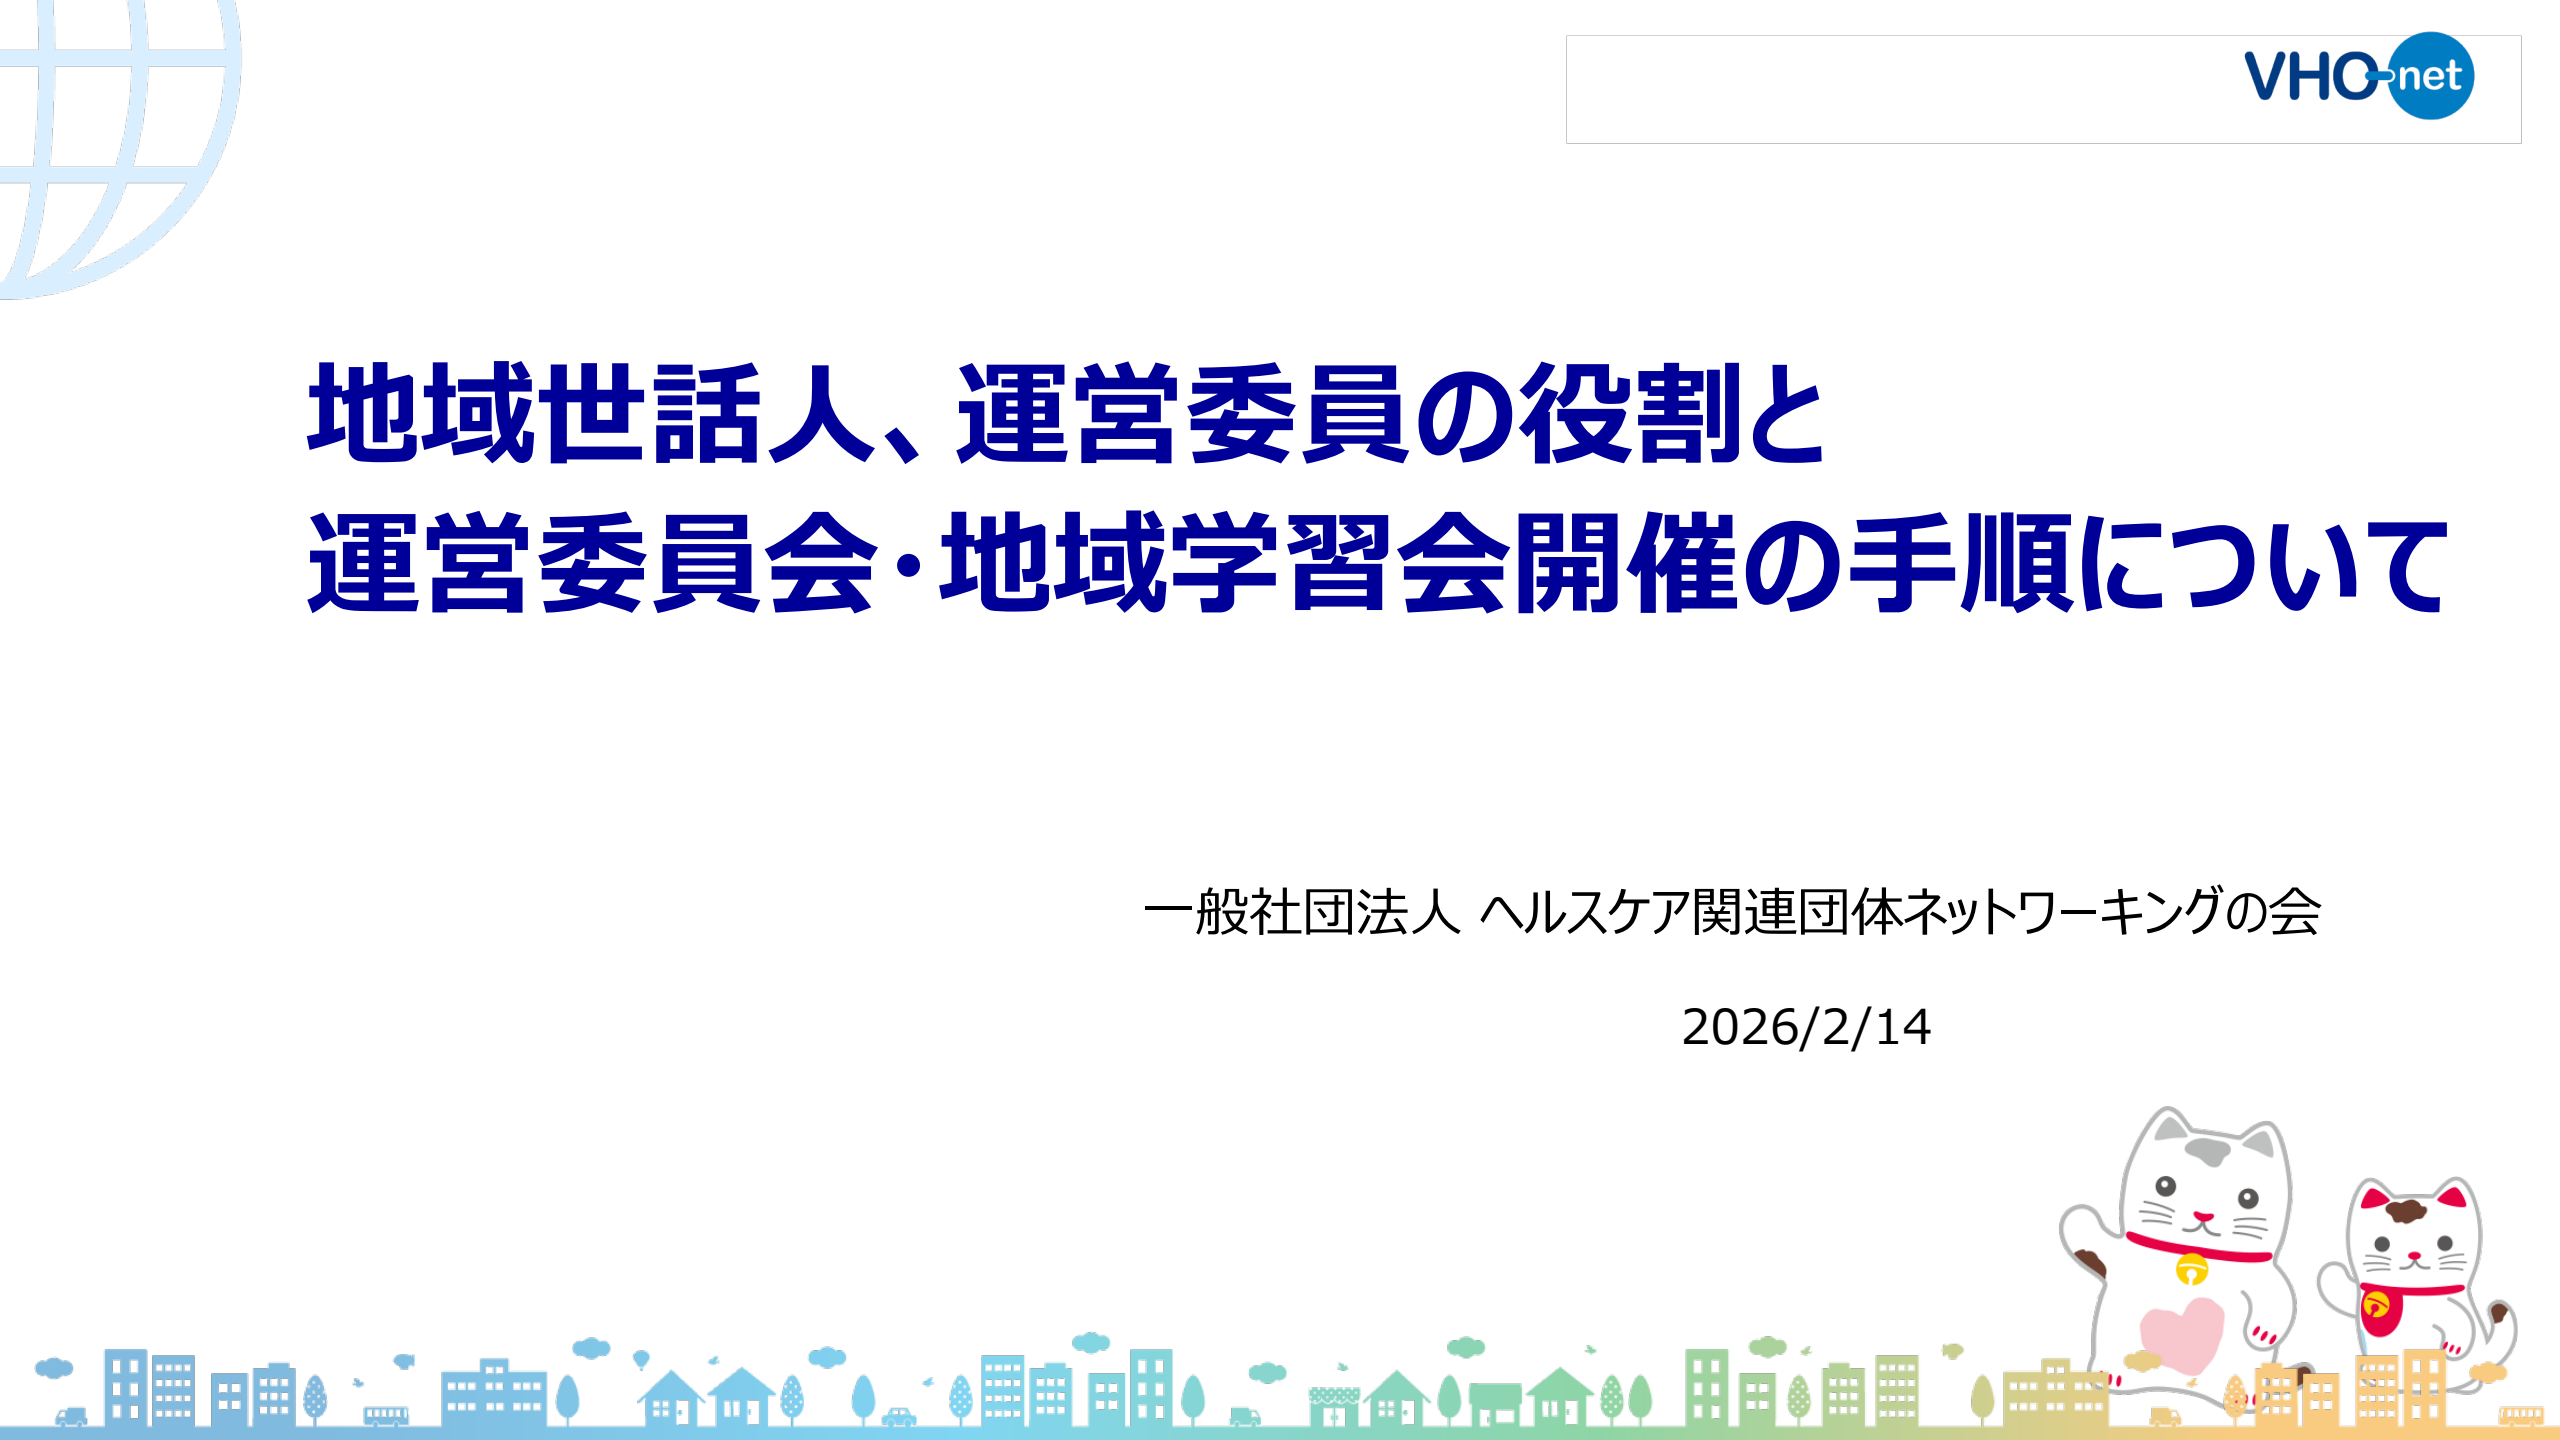 VHO-net
地域世話人、運営委員の役割と
運営委員会・地域学習会開催の手順について
一般社団法人 ヘルスケア関連団体ネットワーキングの会
2026/2/14